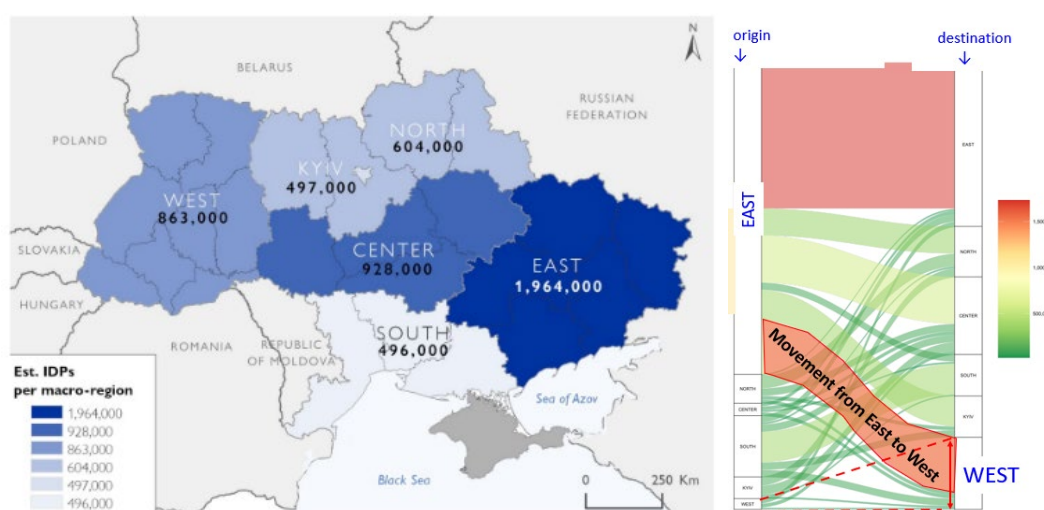 N
BELARUS
RUSSIAN
FEDERATION
POLAND
NORTH
604,000
KYIV
497,000
WEST
863,000
SLOVAKIA
CENTER
928,000
EAST
1,964,000
HUNGARY
SOUTH
496,000
ROMANIA
REPUBLIC
OF MOLDOVA
Est. IDPs
per macro-region
1,964,000
928,000
863,000
604,000
497,000
496,000
Sea of Azov
Black Sea
0 250 Km
origin
destination
EAST
NORTH
CENTER
SOUTH
KYIV
WEST
EAST
NORTH
CENTER
SOUTH
KYIV
WEST
Movement from East to West
1,000